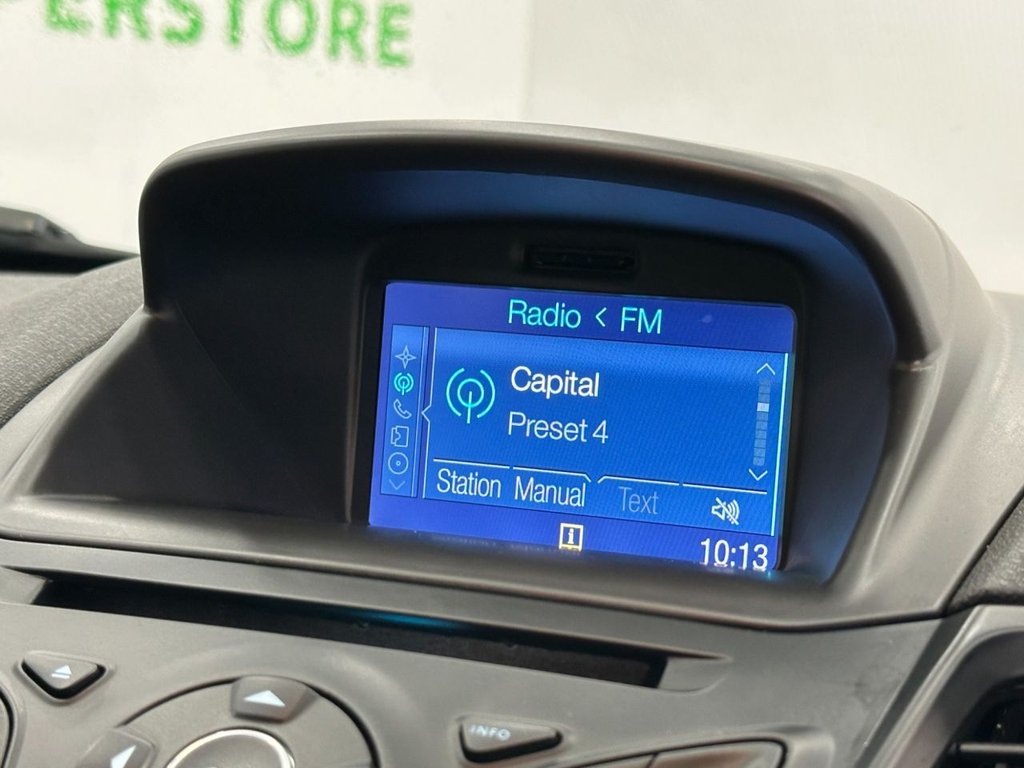 ERSTORE
Radio < FM
Capital
Preset 4
Station Manual Text
i
10:13
INFO